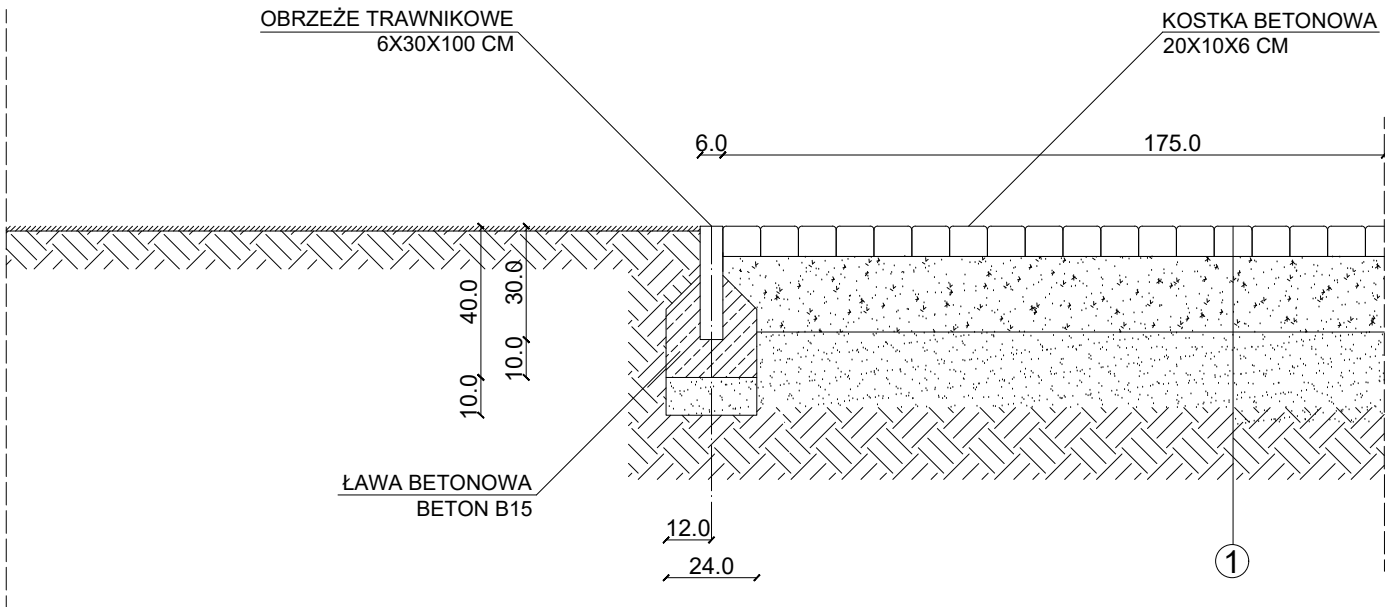 OBRZEŻE TRAWNIKOWE
6X30X100 CM
KOSTKA BETONOWA
20X10X6 CM
6.0
175.0
40.0
30.0
10.0
10.0
ŁAWA BETONOWA
BETON B15
12.0
24.0
1